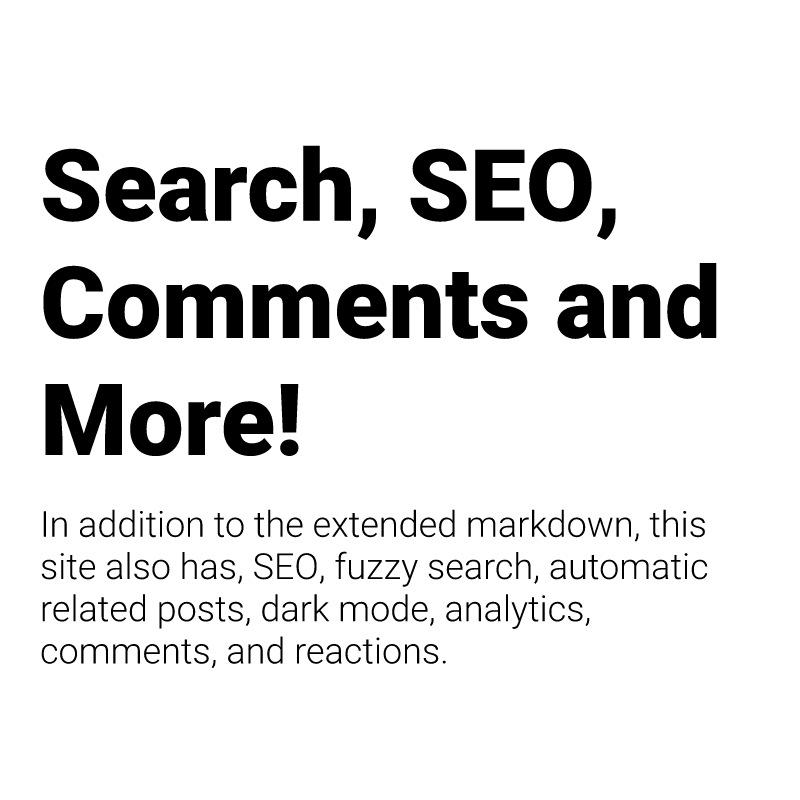 Search, SEO,
Comments and
More!
In addition to the extended markdown, this
site also has, SEO, fuzzy search, automatic
related posts, dark mode, analytics,
comments, and reactions.